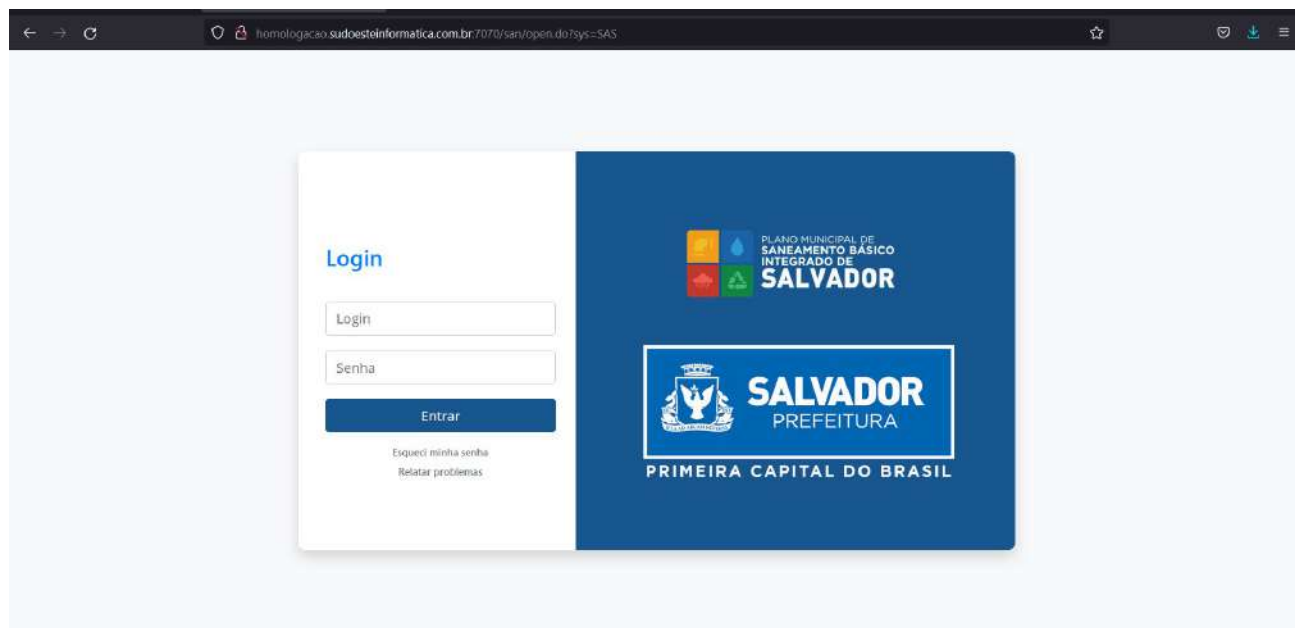 homologacao.sudoesteinformatica.com.br:7070/san/open.do?sys=SAS
Login
Login
Senha
Entrar
Esqueci minha senha
Relatar problemas
PLANO MUNICIPAL DE
SANEAMENTO BÁSICO
INTEGRADO DE
SALVADOR
SALVADOR
PREFEITURA
PRIMEIRA CAPITAL DO BRASIL